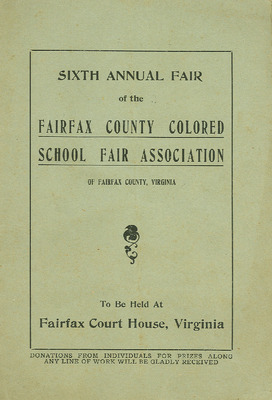 SIXTH ANNUAL FAIR
of the
FAIRFAX COUNTY COLORED
SCHOOL FAIR ASSOCIATION
OF FAIRFAX COUNTY, VIRGINIA
To Be Held At
Fairfax Court House, Virginia
DONATIONS FROM INDIVIDUALS FOR PRIZES ALONG
ANY LINE OF WORK WILL BE GLADLY RECEIVED